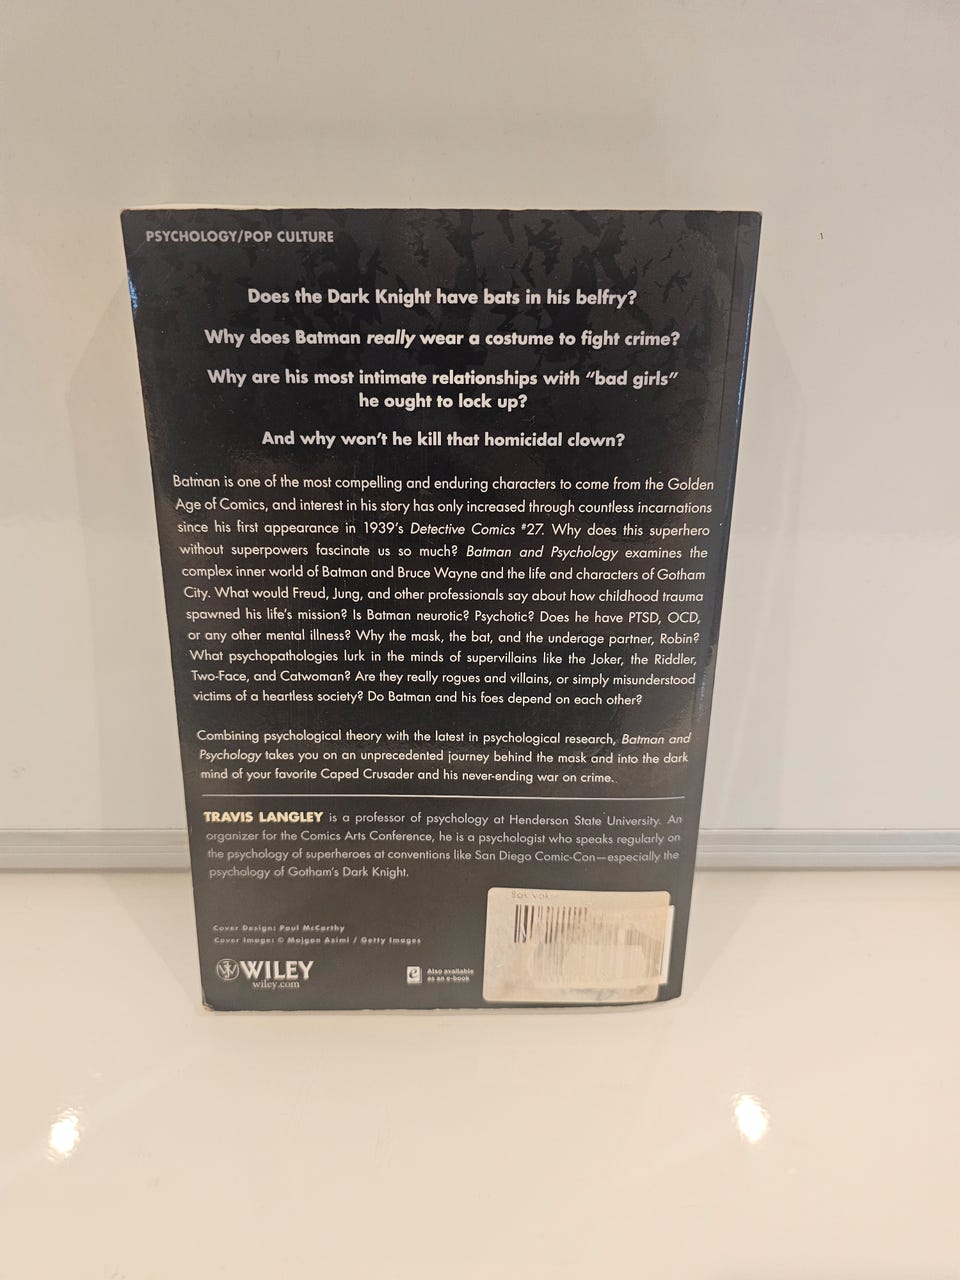 PSYCHOLOGY/POP CULTURE
Does the Dark Knight have bats in his belfry?
Why does Batman really wear a costume to fight crime?
Why are his most intimate relationships with “bad girls”
he ought to lock up?
And why won’t he kill that homicidal clown?
Batman is one of the most compelling and enduring characters to come from the Golden
Age of Comics, and interest in his story has only increased through countless incarnations
since his first appearance in 1939’s Detective Comics #27. Why does this superhero
without superpowers fascinate us so much? Batman and Psychology examines the
complex inner world of Batman and Bruce Wayne and the life and characters of Gotham
City. What would Freud, Jung, and other professionals say about how childhood trauma
spawned his life’s mission? Is Batman neurotic? Psychotic? Does he have PTSD, OCD,
or any other mental illness? Why the mask, the bat, and the underage partner, Robin?
What psychopathologies lurk in the minds of supervillains like the Joker, the Riddler,
Two-Face, and Catwoman? Are they really rogues and villains, or simply misunderstood
victims of a heartless society? Do Batman and his foes depend on each other?
Combining psychological theory with the latest in psychological research, Batman and
Psychology takes you on an unprecedented journey behind the mask and into the dark
mind of your favorite Caped Crusader and his never-ending war on crime.
TRAVIS LANGLEY is a professor of psychology at Henderson State University. An
organizer for the Comics Arts Conference, he is a psychologist who speaks regularly on
the psychology of superheroes at conventions like San Diego Comic-Con—especially the
psychology of Gotham’s Dark Knight.
Cover Design: Paul McCarthy
Cover Image: © Mojgan Azimi / Getty Images
WILEY
wiley.com
e
Also available
as an e-book